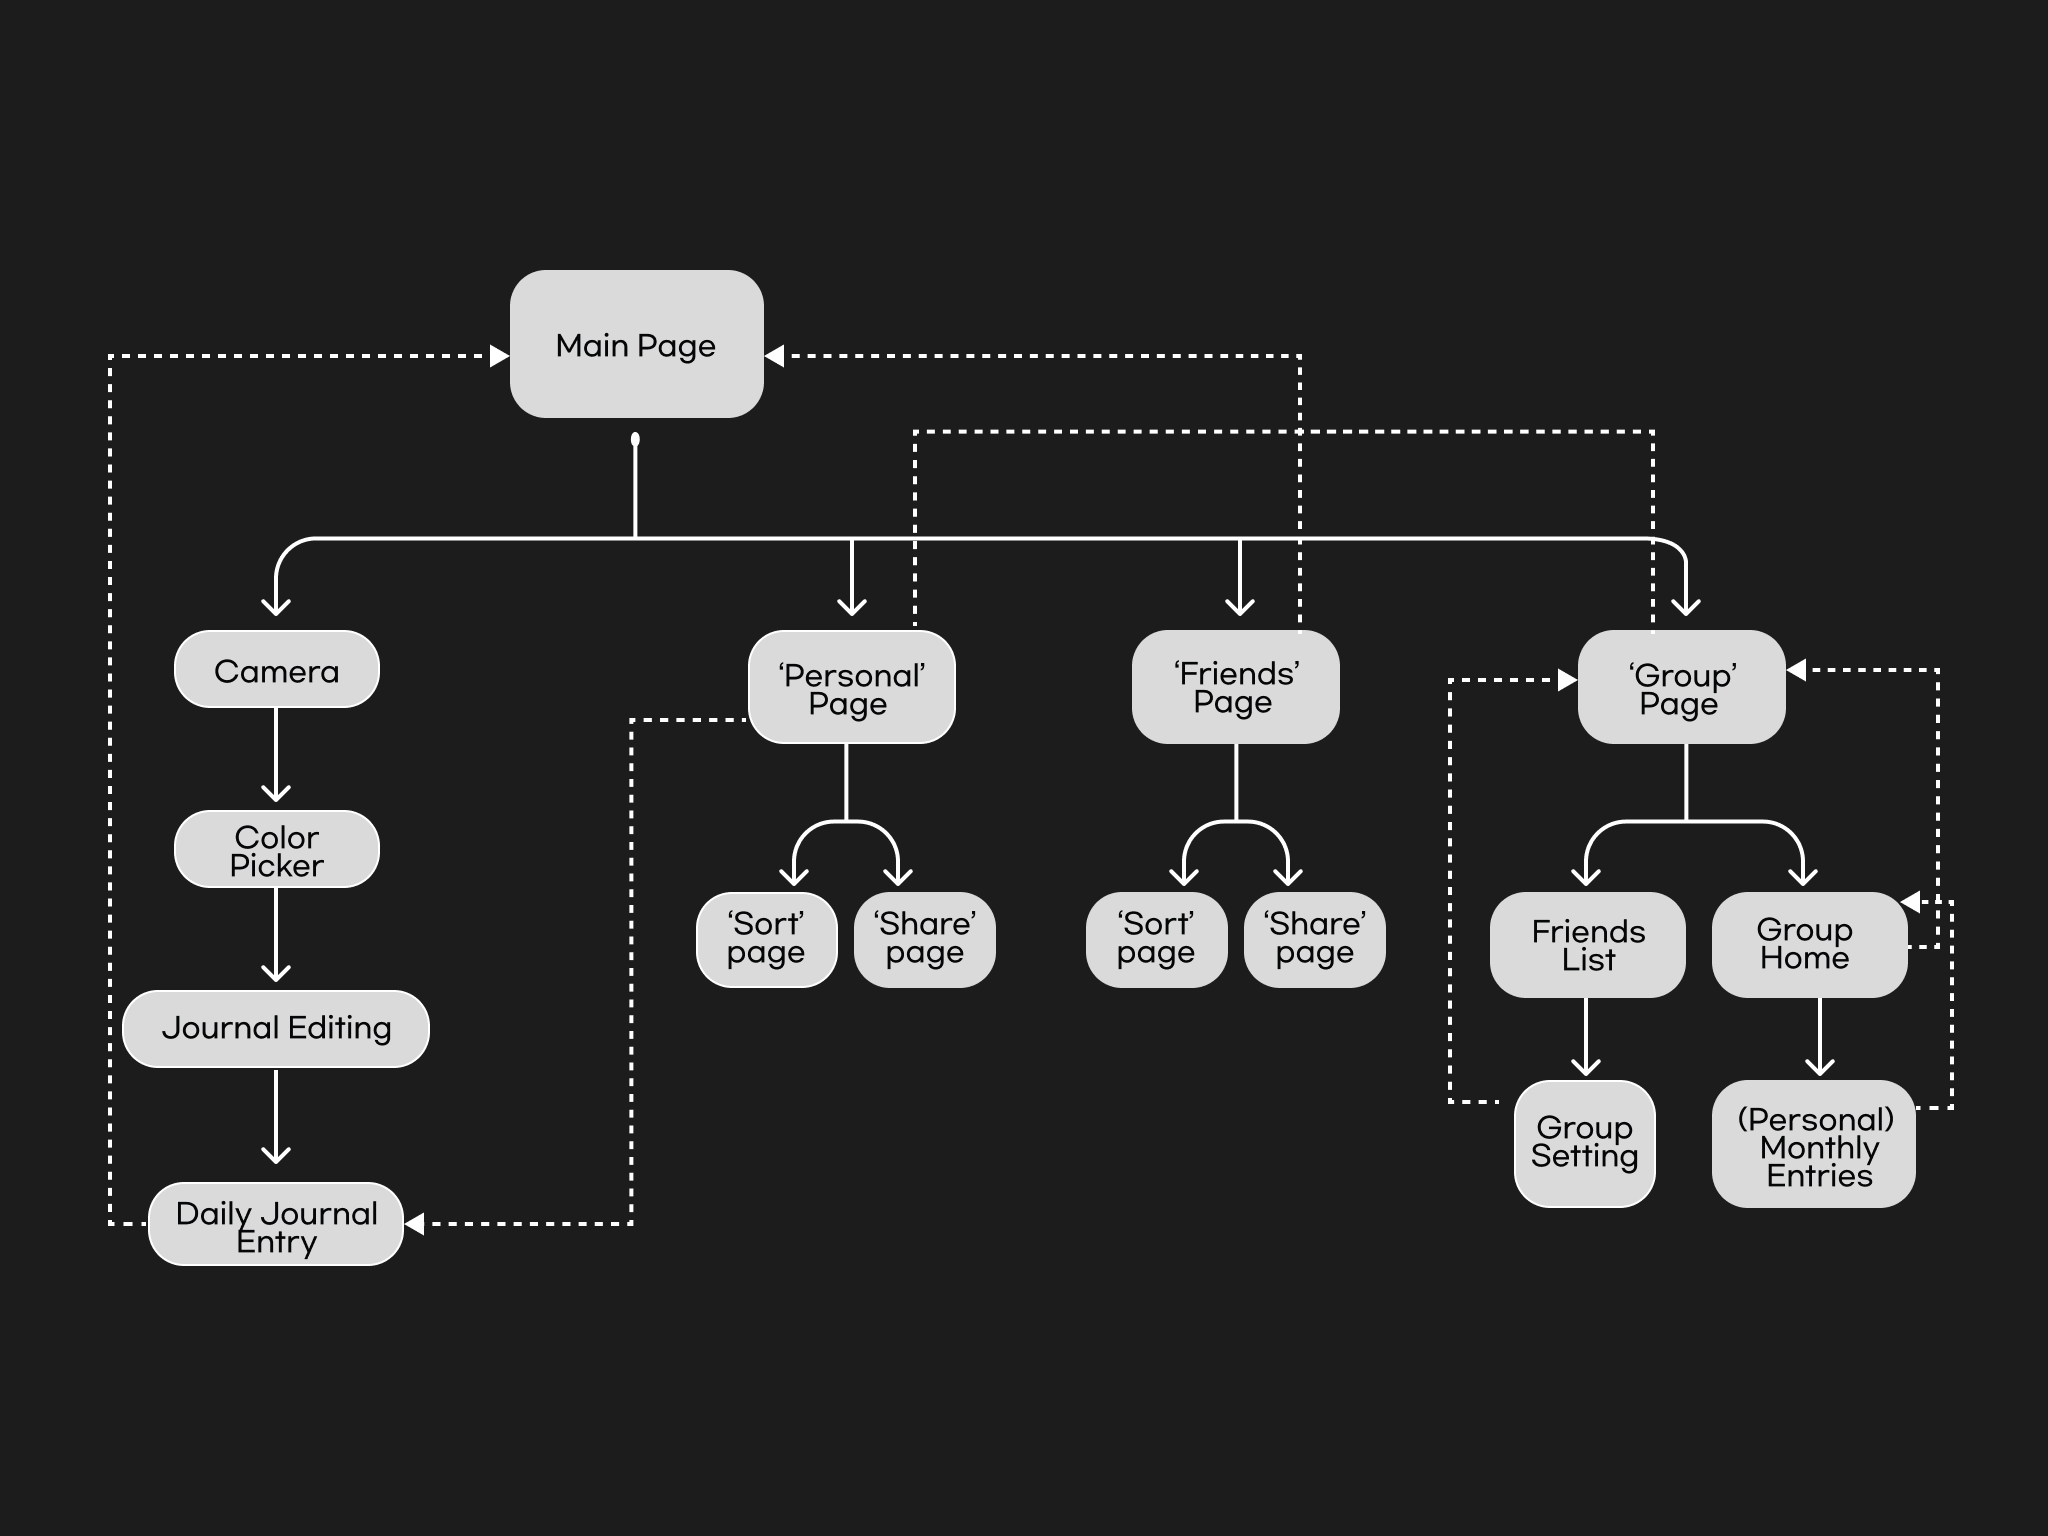 Main Page
Camera
‘Personal’
Page
‘Friends’
Page
‘Group’
Page
Color
Picker
‘Sort’
page
‘Share’
page
‘Sort’
page
‘Share’
page
Friends
List
Group
Home
Journal Editing
Group
Setting
(Personal)
Monthly
Entries
Daily Journal
Entry